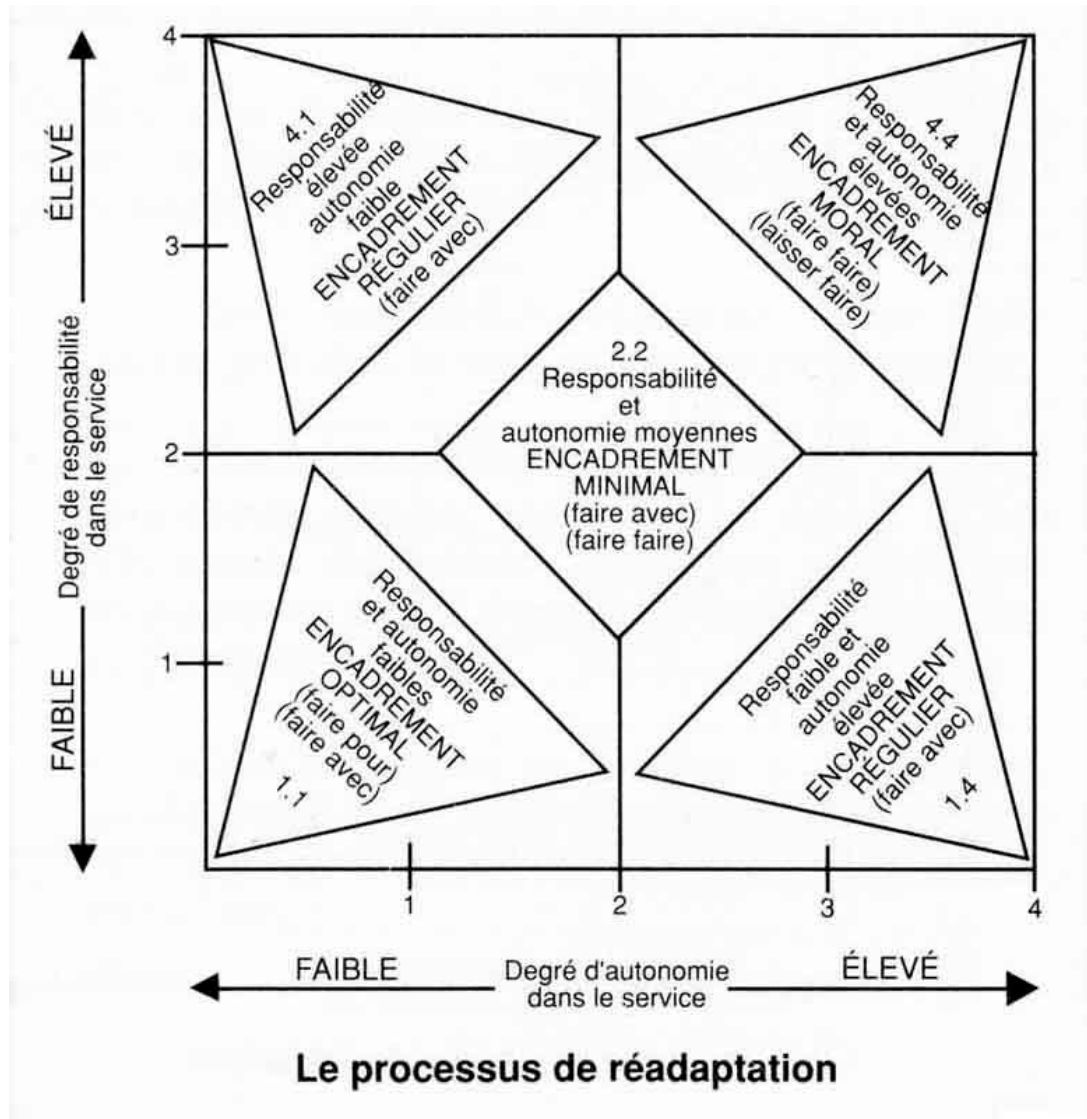 4
ÉLEVÉ
3
Degré de responsabilité
dans le service
2
FAIBLE
1
4.1
Responsabilité
élevée
autonomie
faible
ENCADREMENT
RÉGULIER
(faire avec)
4.4
Responsabilité
et autonomie
élevées
ENCADREMENT
MORAL
(faire faire)
(laisser faire)
2.2
Responsabilité
et
autonomie moyennes
ENCADREMENT
MINIMAL
(faire avec)
(faire faire)
Responsabilité
et autonomie
faibles
ENCADREMENT
OPTIMAL
(faire pour)
(faire avec)
1.1
Responsabilité
faible et
autonomie
élevée
ENCADREMENT
RÉGULIER
(faire avec)
1.4
1
2
3
4
FAIBLE
Degré d'autonomie
dans le service
ÉLEVÉ
Le processus de réadaptation